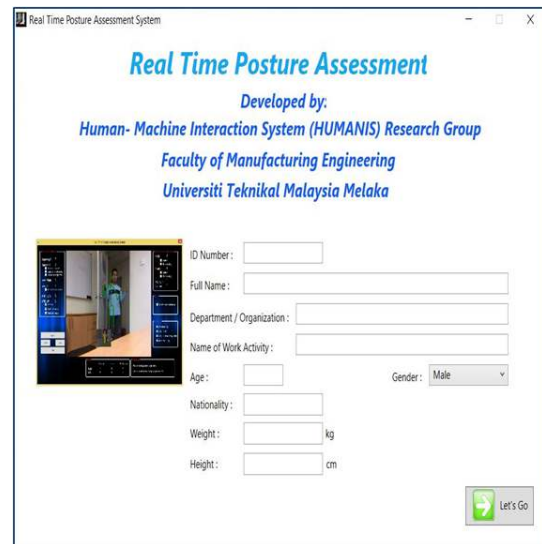 Real Time Posture Assessment System
Real Time Posture Assessment
Developed by:
Human- Machine Interaction System (HUMANIS) Research Group
Faculty of Manufacturing Engineering
Universiti Teknikal Malaysia Melaka
ID Number :
Full Name :
Department / Organization :
Name of Work Activity :
Age :
Gender : Male
Nationality :
Weight : kg
Height : cm
Let's Go